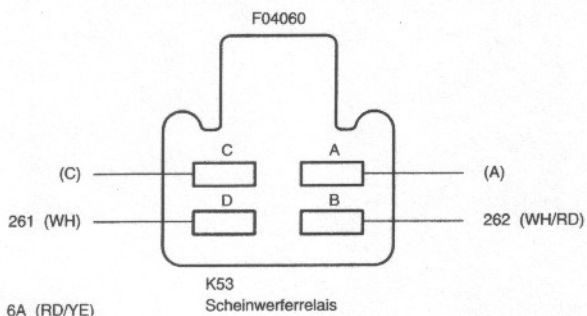 F04060
C A
(C) (A)
D B
261 (WH) 262 (WH/RD)
K53
6A (RD/YE) Scheinwerferrelais